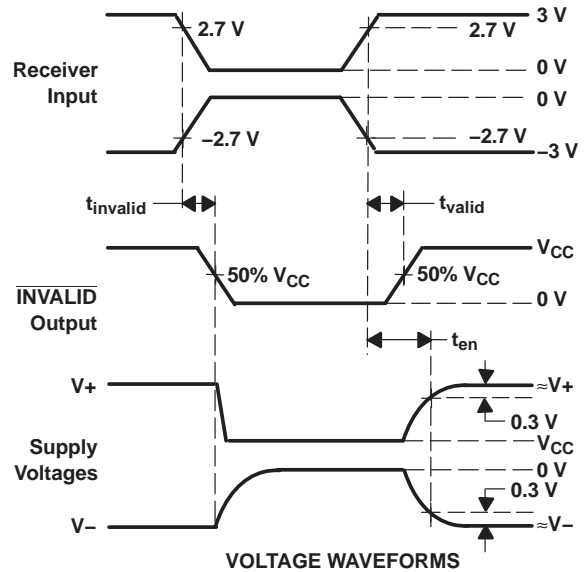 2.7 V
2.7 V
3 V
Receiver
Input
0 V
0 V
−2.7 V
−2.7 V
−3 V
tinvalid
tvalid
INVALID
Output
50% VCC
50% VCC
VCC
0 V
ten
V+
≈V+
0.3 V
Supply
Voltages
VCC
0 V
0.3 V
V−
≈V−
VOLTAGE WAVEFORMS